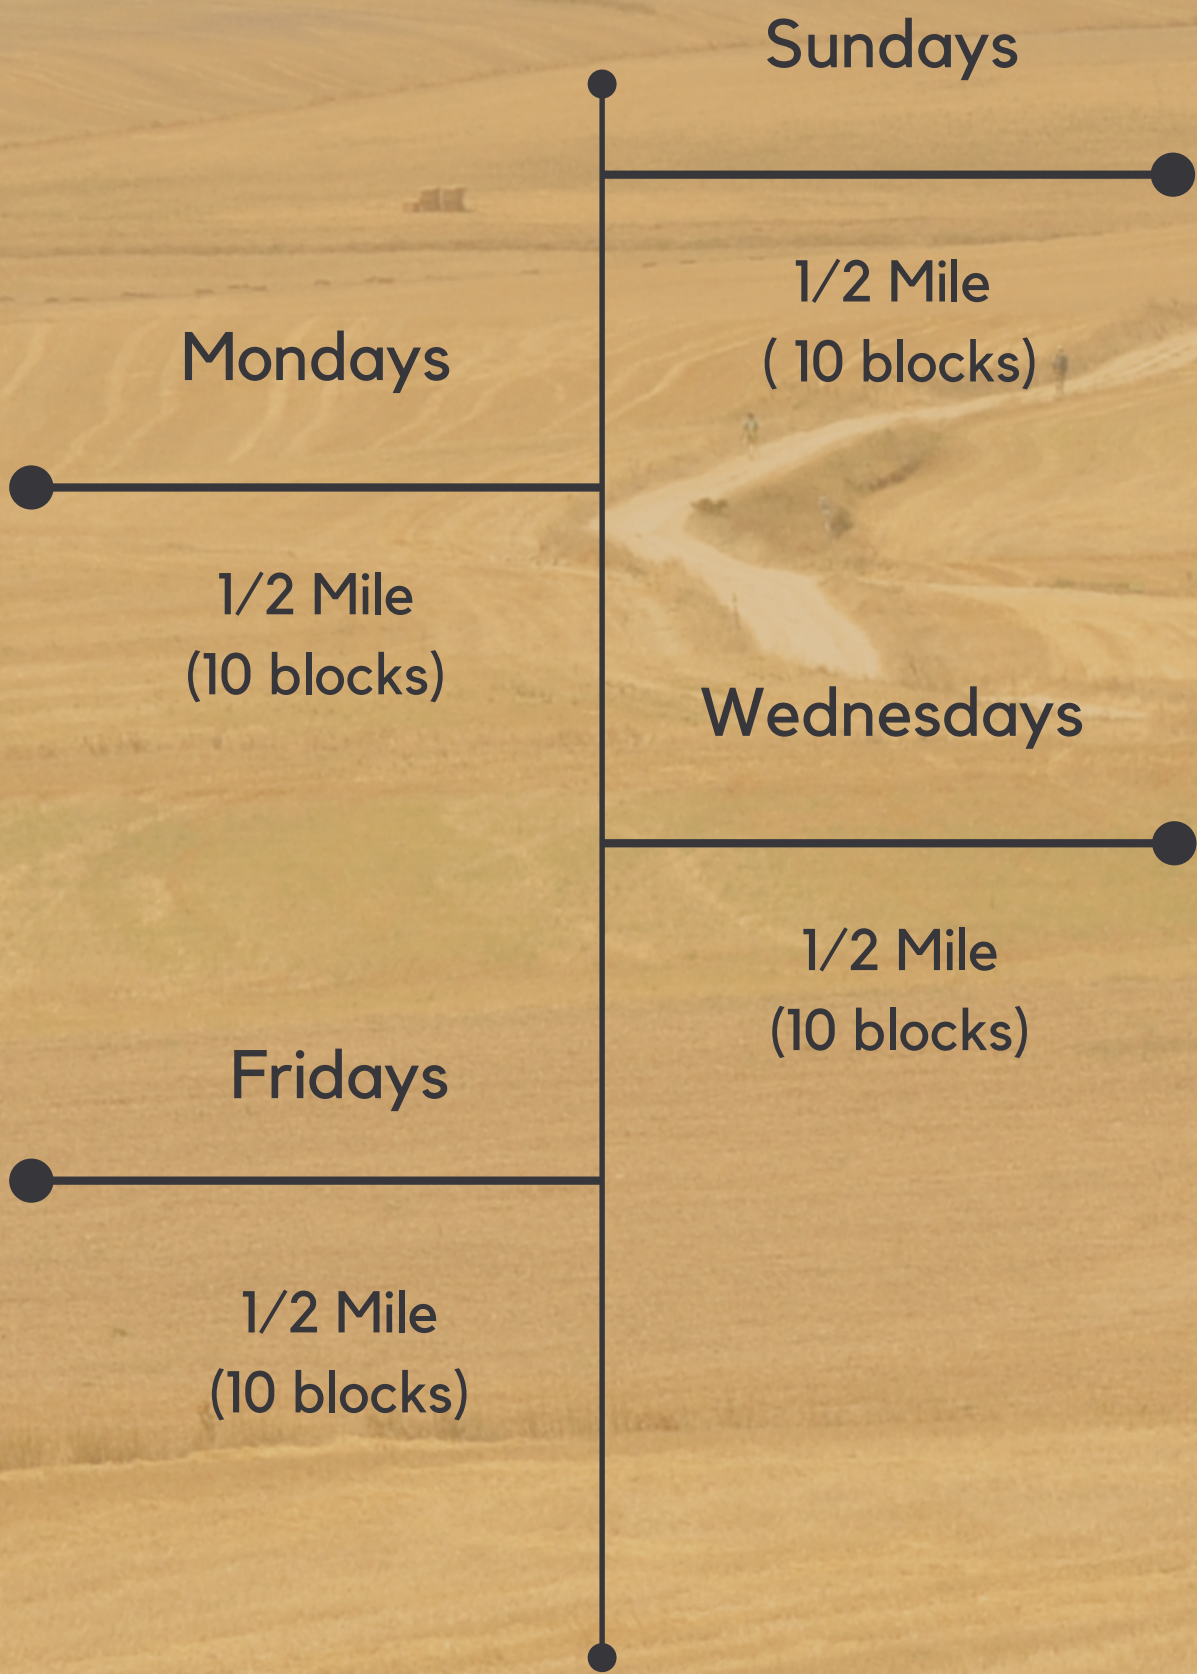 Sundays
1/2 Mile
( 10 blocks)
Mondays
1/2 Mile
(10 blocks)
Wednesdays
1/2 Mile
(10 blocks)
Fridays
1/2 Mile
(10 blocks)